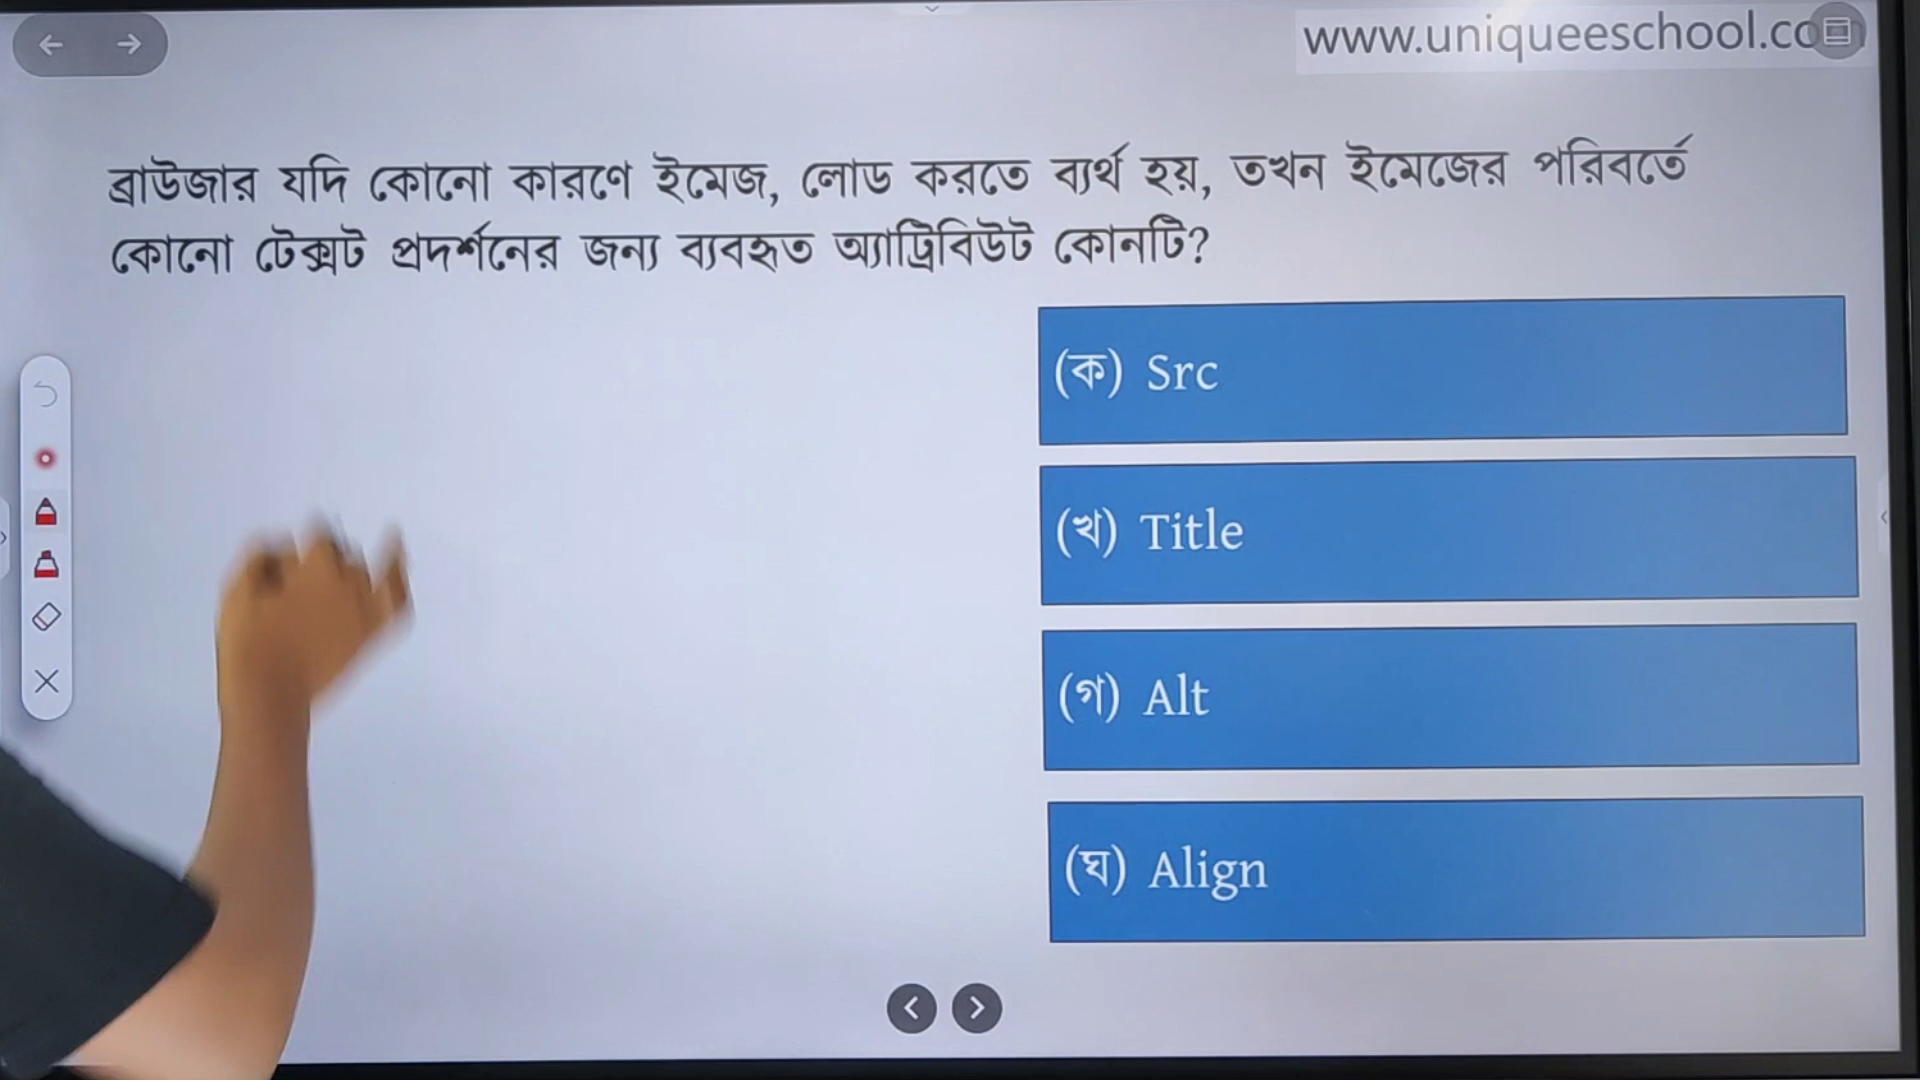 www.uniqueeschool.com
ব্রাউজার যদি কোনো কারণে ইমেজ, লোড করতে ব্যর্থ হয়, তখন ইমেজের পরিবর্তে
কোনো টেক্সট প্রদর্শনের জন্য ব্যবহৃত অ্যাট্রিবিউট কোনটি?
(ক) Src
(খ) Title
(গ) Alt
(ঘ) Align